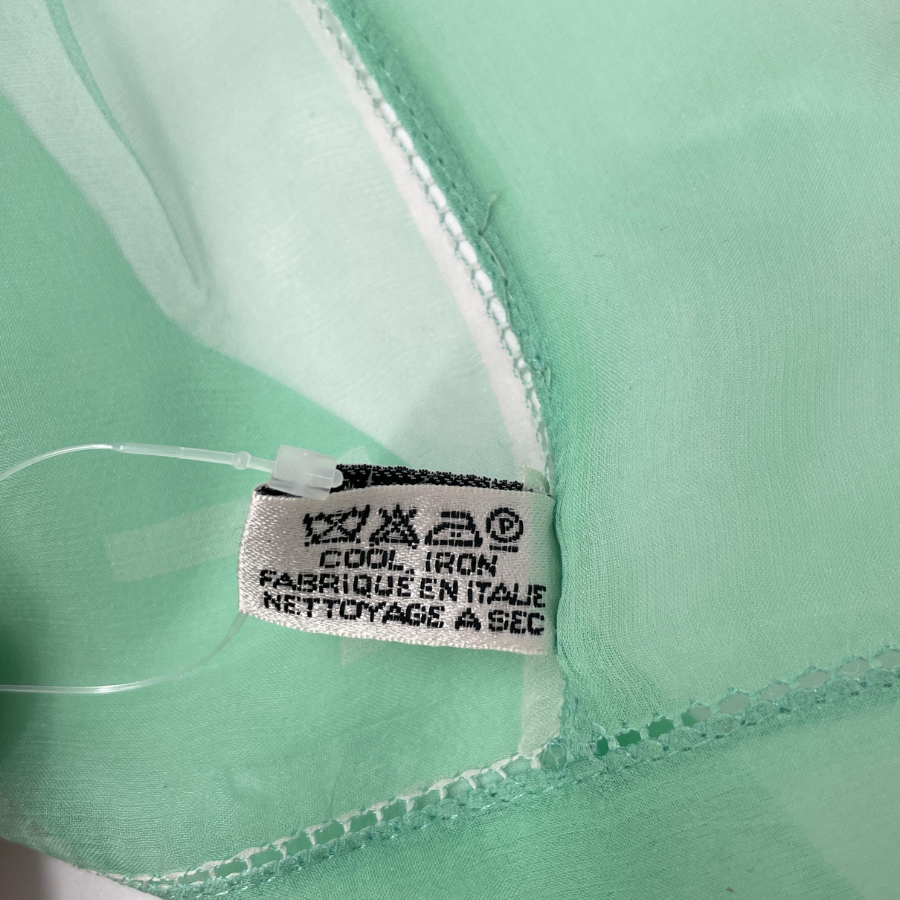 P
COOL IRON
FABRIQUE EN ITALIE
NETTOYAGE A SEC